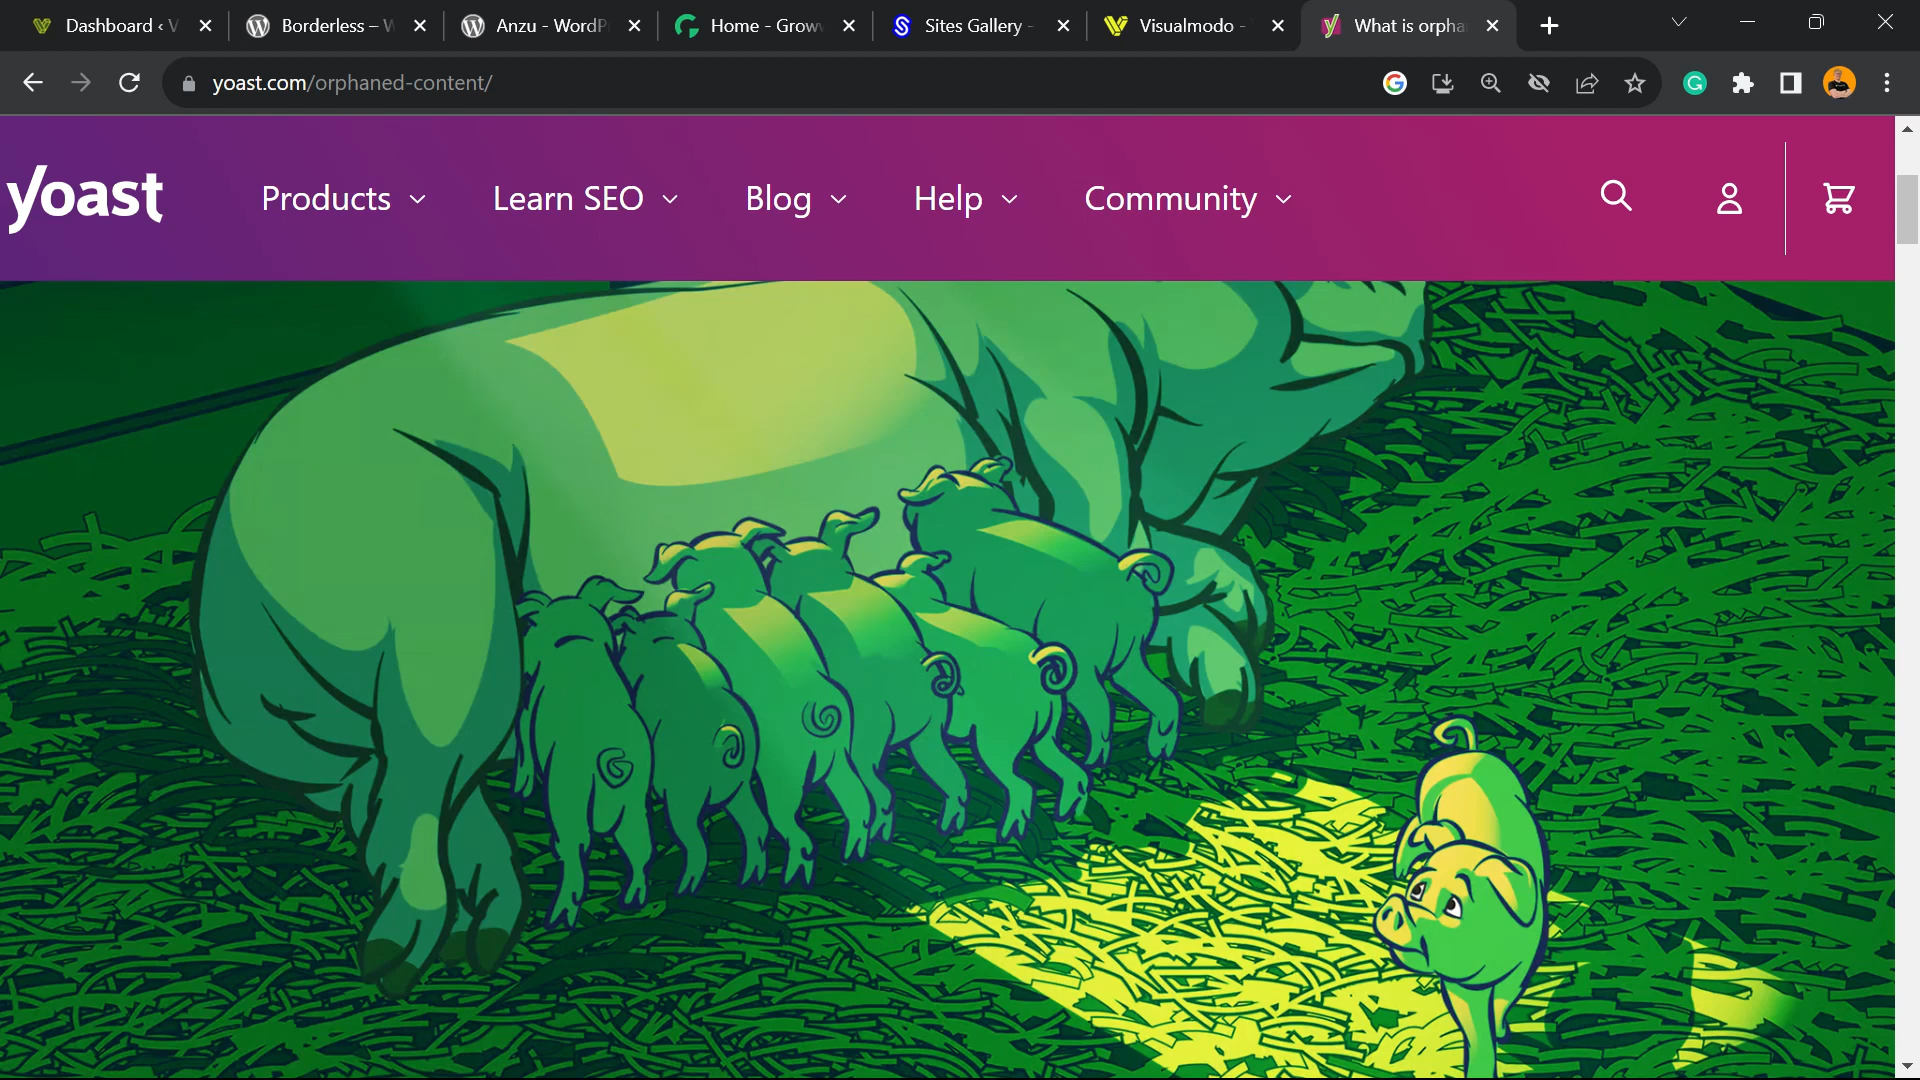 Dashboard ‹ V
Borderless – W
Anzu - WordP
Home - Grow
Sites Gallery -
Visualmodo -
What is orpha
yoast.com/orphaned-content/
yoast
Products
Learn SEO
Blog
Help
Community